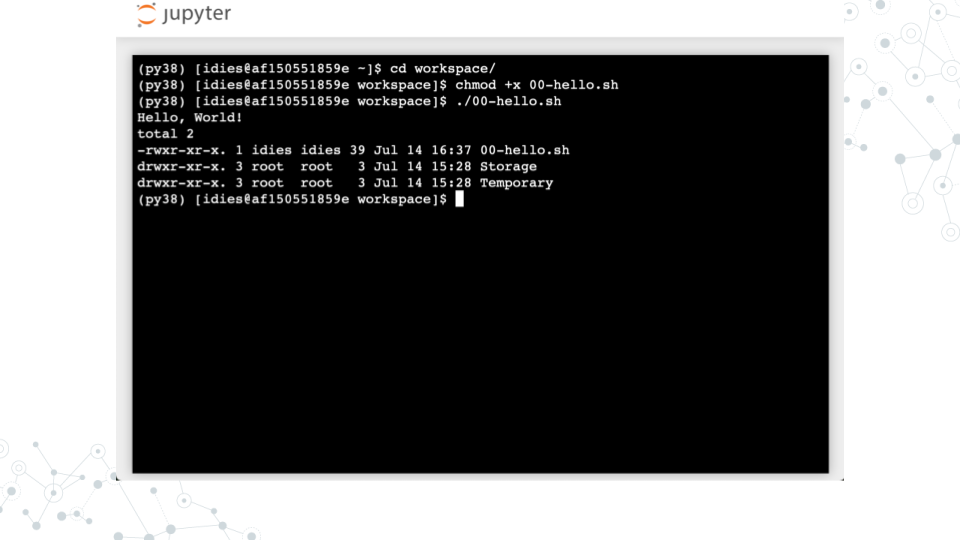 jupyter
(py38) [idies@af150551859e ~]$ cd workspace/
(py38) [idies@af150551859e workspace]$ chmod +x 00-hello.sh
(py38) [idies@af150551859e workspace]$ ./00-hello.sh
Hello, World!
total 2
-rwxr-xr-x. 1 idies idies 39 Jul 14 16:37 00-hello.sh
drwxr-xr-x. 3 root  root   3 Jul 14 15:28 Storage
drwxr-xr-x. 3 root  root   3 Jul 14 15:28 Temporary
(py38) [idies@af150551859e workspace]$